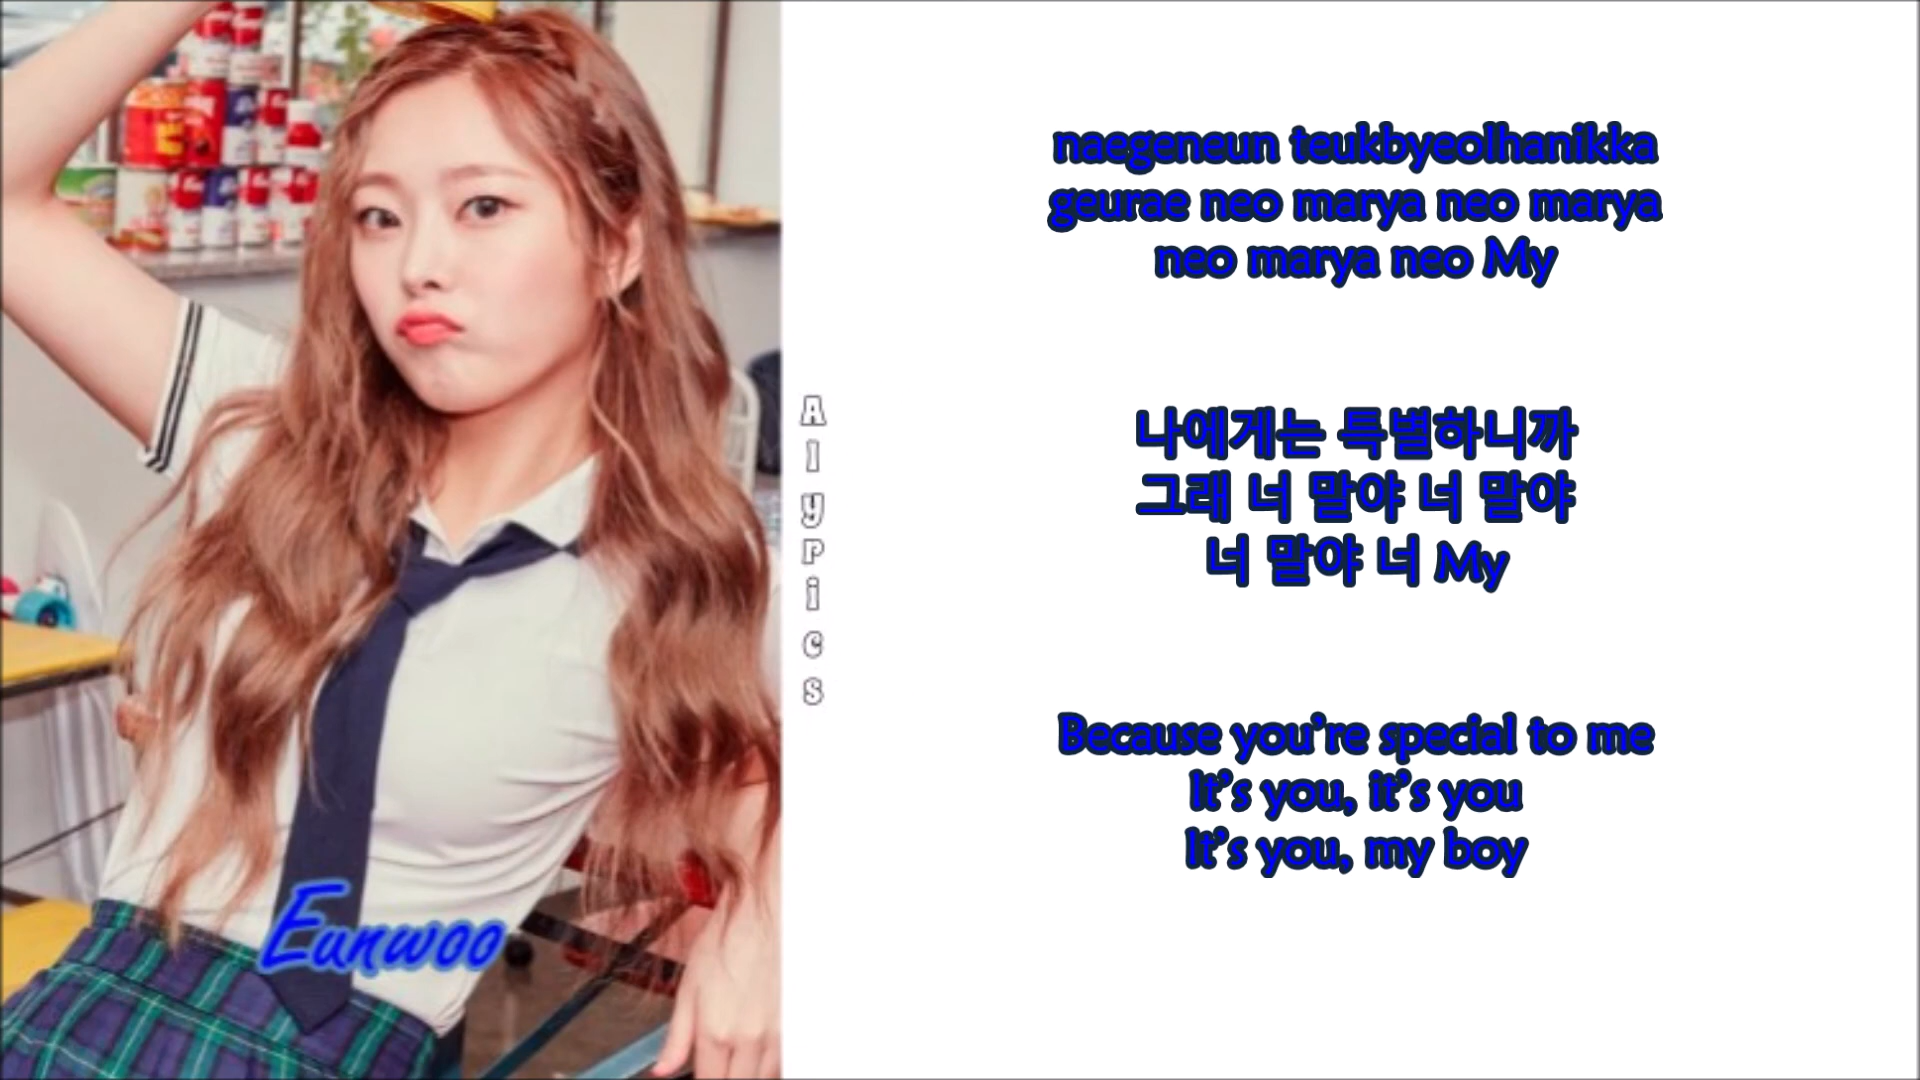 naegeneun teukbyeolhanikka
geurae neo marya neo marya
neo marya neo My
나에게는 특별하니까
그래 너 말야 너 말야
너 말야 너 My
Because you're special to me
It's you, it's you
It's you, my boy
Alypics
Eunwoo